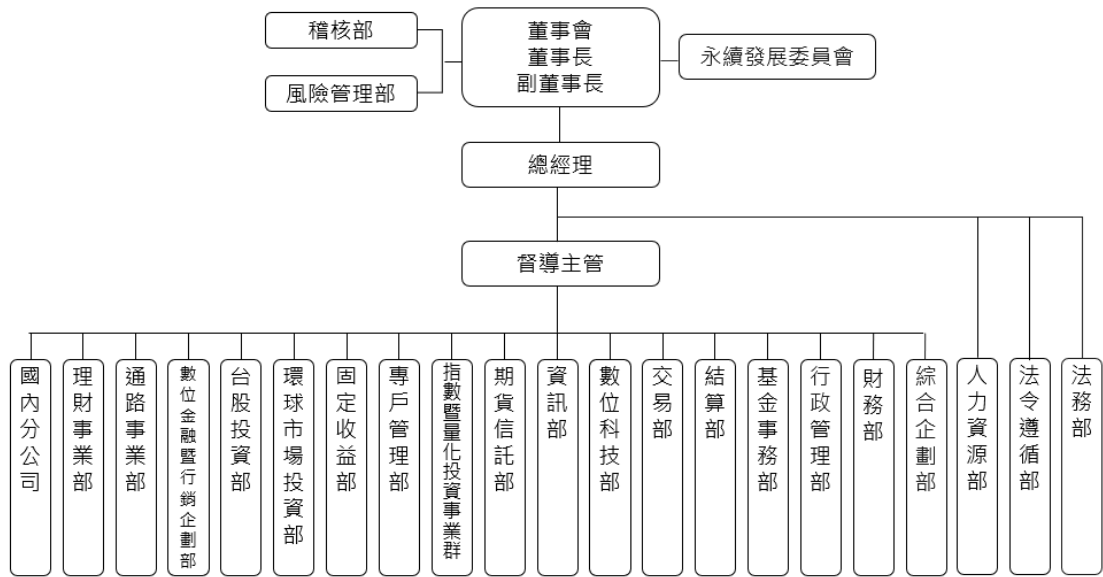 稽核部
董事會
董事長
副董事長
永續發展委員會
風險管理部
總經理
督導主管
國內分公司
理財事業部
通路事業部
數位金融暨行銷企劃部
台股投資部
環球市場投資部
固定收益部
專戶管理部
指數暨量化投資事業群
期貨信託部
資訊部
數位科技部
交易部
結算部
基金事務部
行政管理部
財務部
綜合企劃部
人力資源部
法令遵循部
法務部